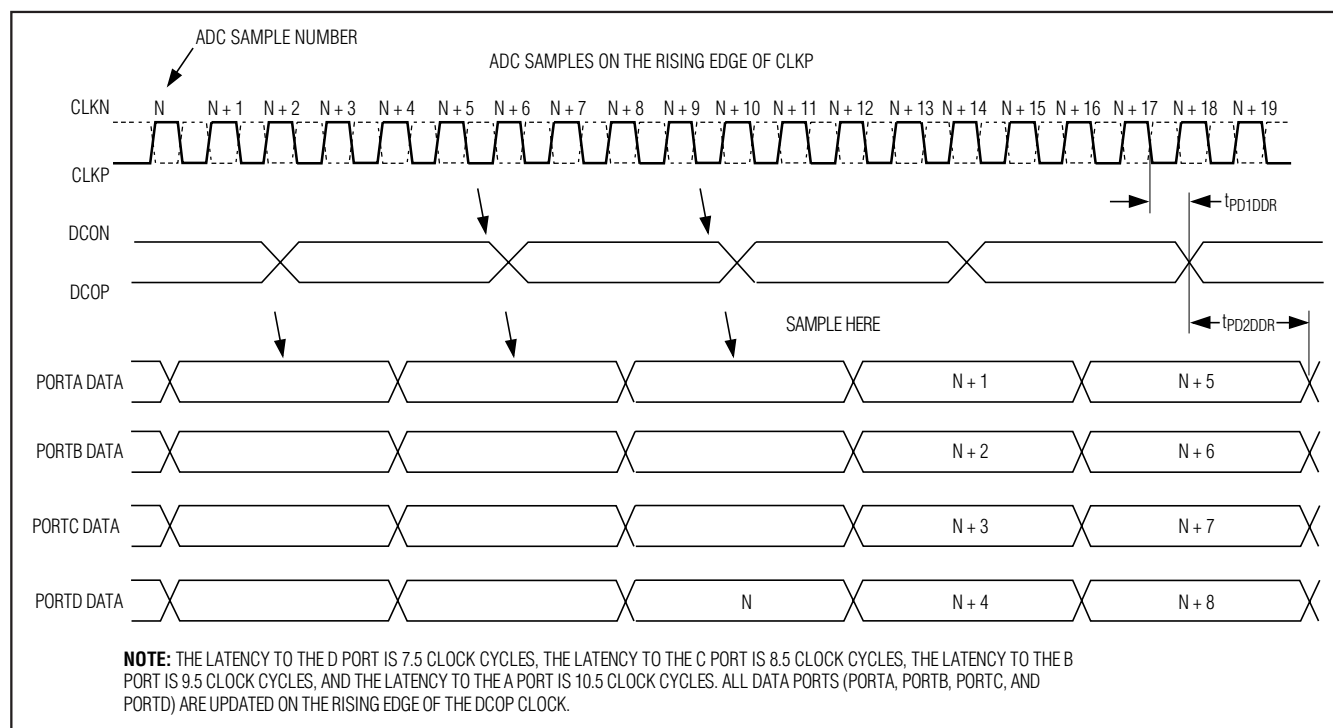 ADC SAMPLE NUMBER
ADC SAMPLES ON THE RISING EDGE OF CLKP
CLKN
N N + 1 N + 2 N + 3 N + 4 N + 5 N + 6 N + 7 N + 8 N + 9 N + 10 N + 11 N + 12 N + 13 N + 14 N + 15 N + 16 N + 17 N + 18 N + 19
CLKP
tPD1DDR
DCON
DCOP
SAMPLE HERE
tPD2DDR
PORTA DATA
N + 1 N + 5
PORTB DATA
N + 2 N + 6
PORTC DATA
N + 3 N + 7
PORTD DATA
N N + 4 N + 8
NOTE: THE LATENCY TO THE D PORT IS 7.5 CLOCK CYCLES, THE LATENCY TO THE C PORT IS 8.5 CLOCK CYCLES, THE LATENCY TO THE B
PORT IS 9.5 CLOCK CYCLES, AND THE LATENCY TO THE A PORT IS 10.5 CLOCK CYCLES. ALL DATA PORTS (PORTA, PORTB, PORTC, AND
PORTD) ARE UPDATED ON THE RISING EDGE OF THE DCOP CLOCK.